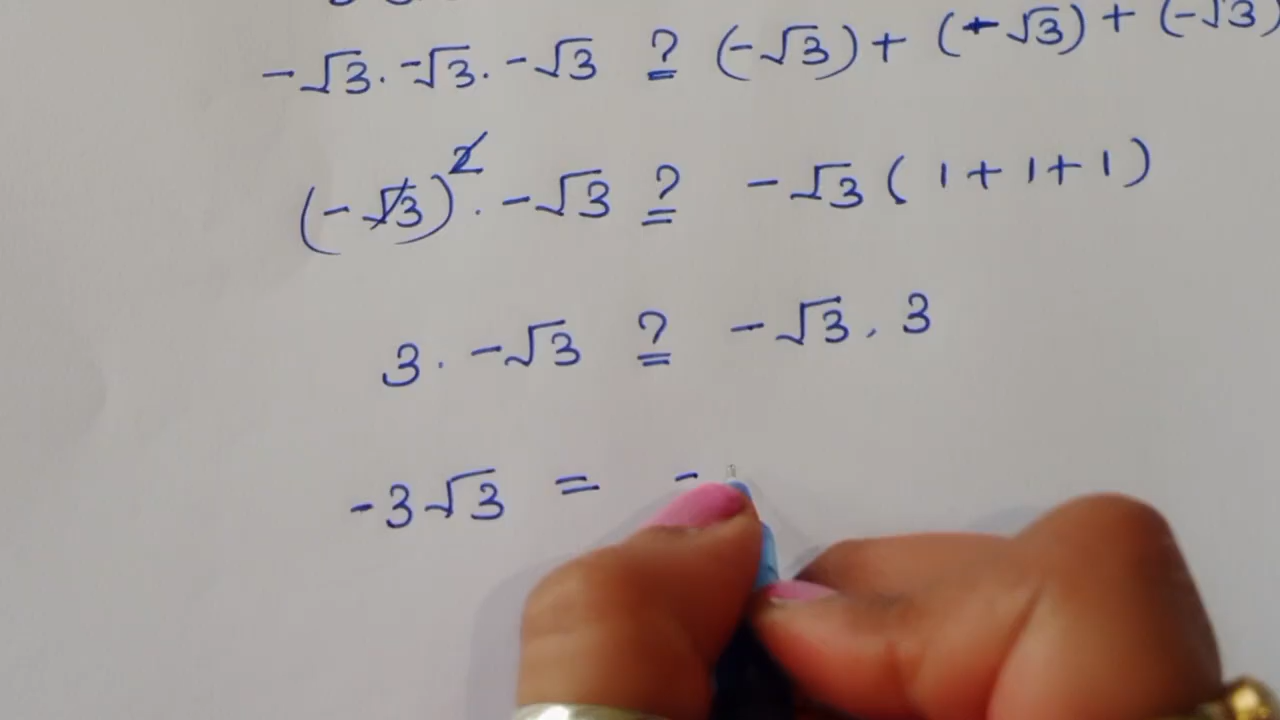 -√3. -√3. -√3 ≟ (-√3) + (-√3) + (-√3)
(-√3)². -√3 ≟ -√3 (1+1+1)
3. -√3 ≟ -√3. 3
-3√3 = -